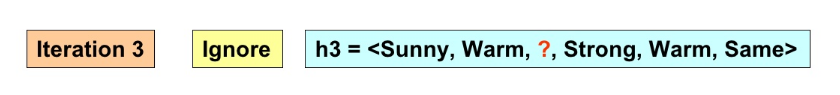 Iteration 3 Ignore h3 = <Sunny, Warm, ?, Strong, Warm, Same>